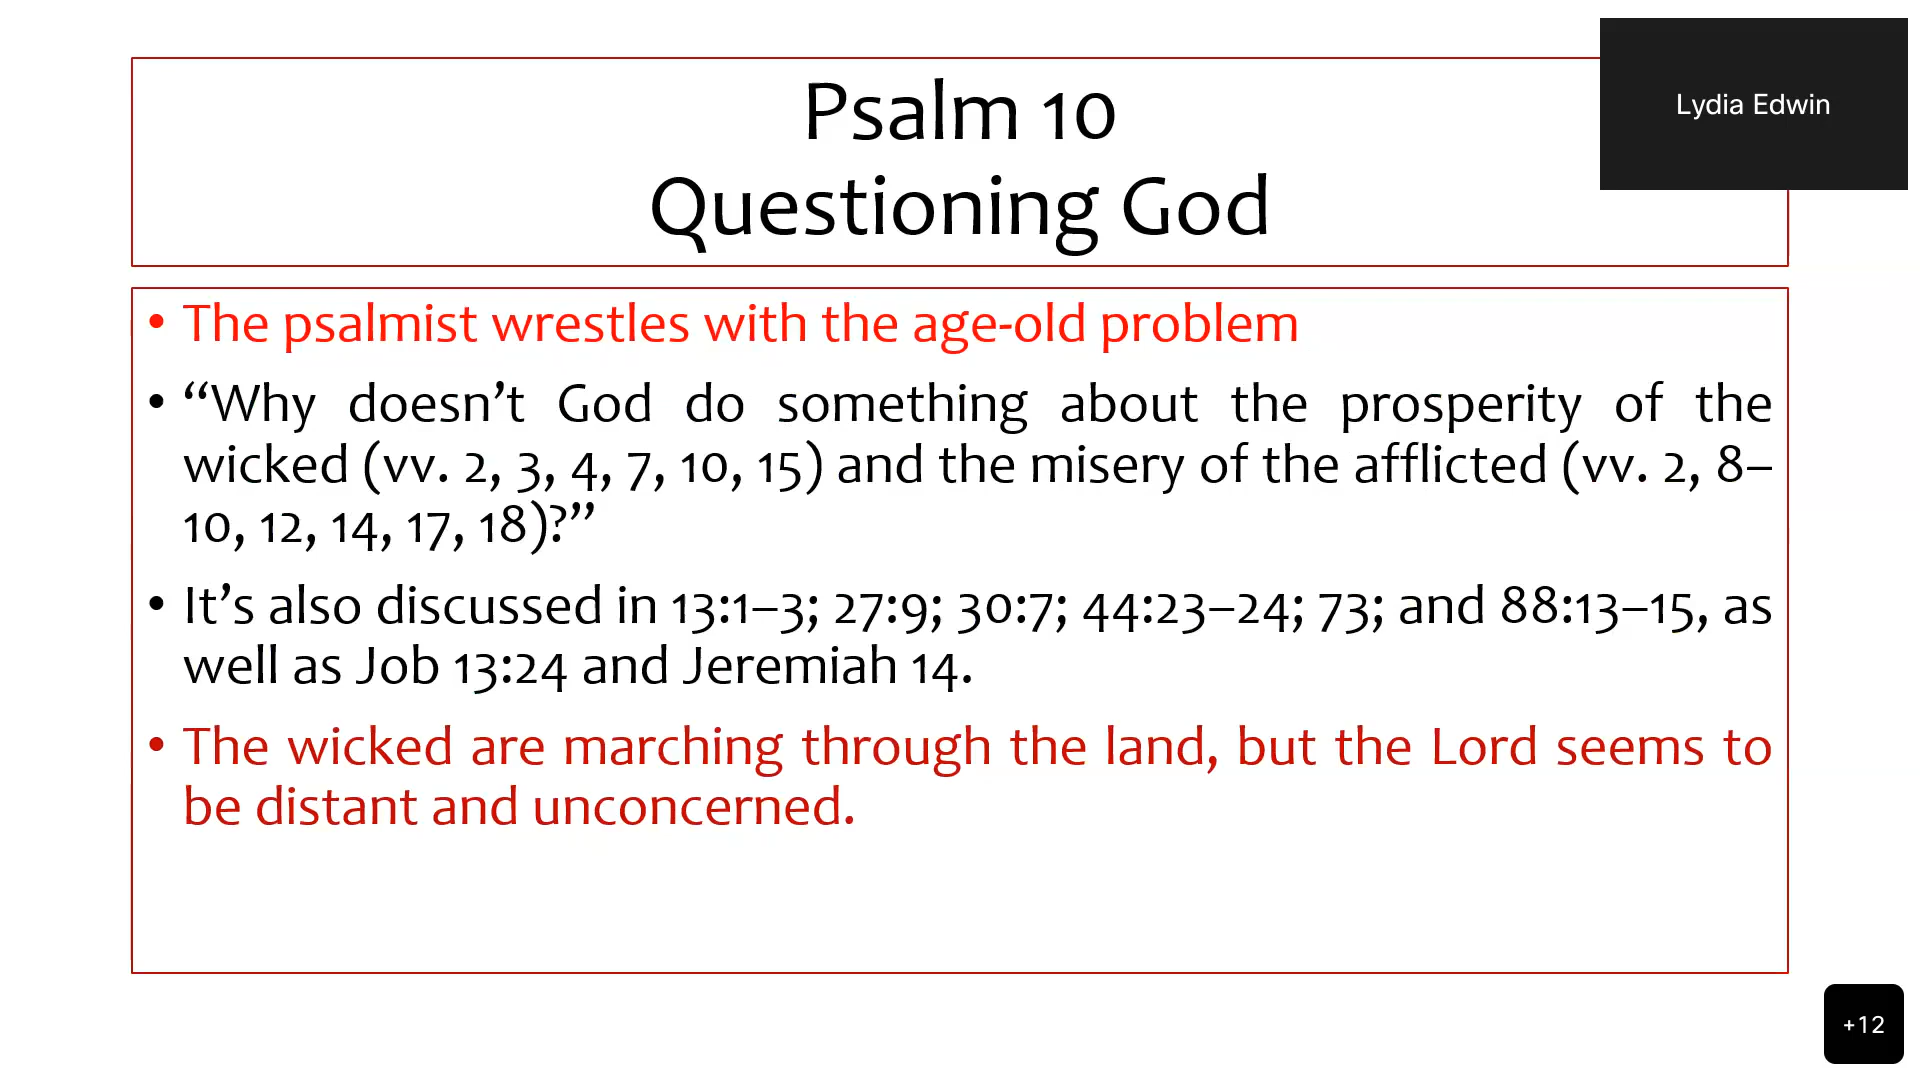 Psalm 10
Questioning God
Lydia Edwin
• The psalmist wrestles with the age-old problem
• “Why doesn’t God do something about the prosperity of the
wicked (vv. 2, 3, 4, 7, 10, 15) and the misery of the afflicted (vv. 2, 8–
10, 12, 14, 17, 18)?”
• It’s also discussed in 13:1–3; 27:9; 30:7; 44:23–24; 73; and 88:13–15, as
well as Job 13:24 and Jeremiah 14.
• The wicked are marching through the land, but the Lord seems to
be distant and unconcerned.
+12